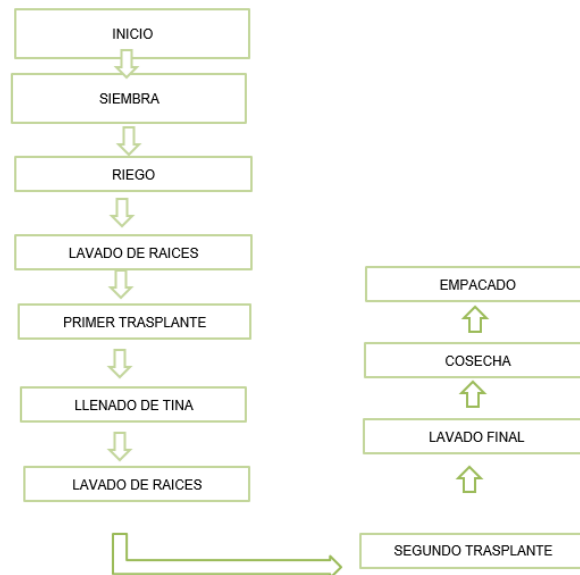 INICIO
SIEMBRA
RIEGO
LAVADO DE RAICES
PRIMER TRASPLANTE
LLENADO DE TINA
LAVADO DE RAICES
SEGUNDO TRASPLANTE
LAVADO FINAL
COSECHA
EMPACADO